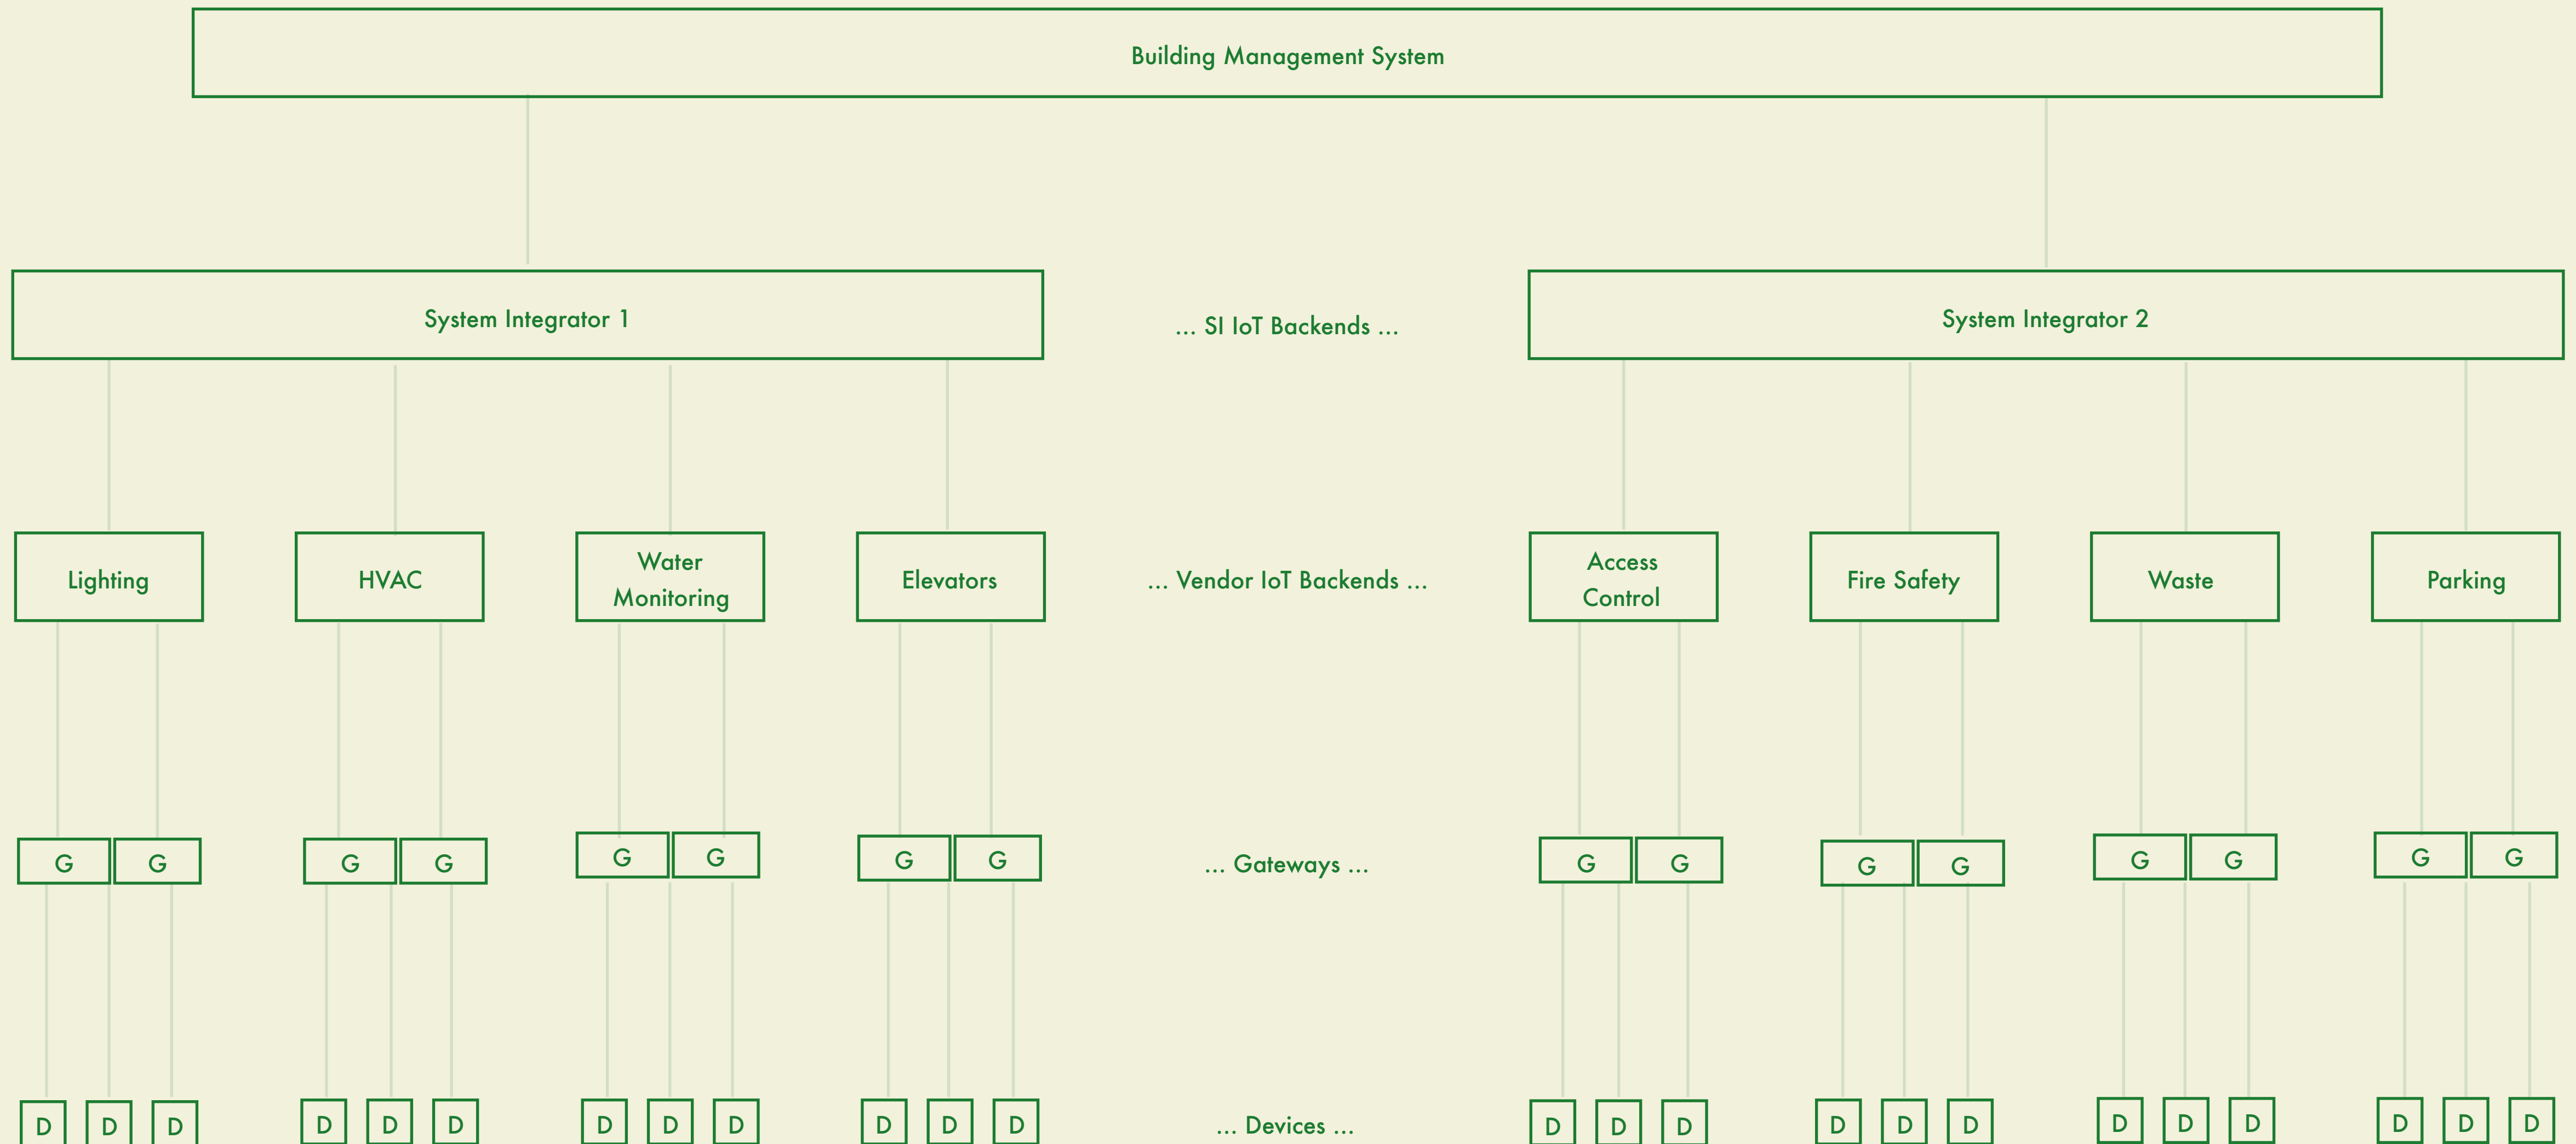 Building Management System
System Integrator 1
... SI IoT Backends ...
System Integrator 2
Lighting
HVAC
Water
Monitoring
Elevators
... Vendor IoT Backends ...
Access
Control
Fire Safety
Waste
Parking
G G G G G G G G
... Gateways ...
G G G G G G G G
D D D D D D D D D D D D
... Devices ...
D D D D D D D D D D D D